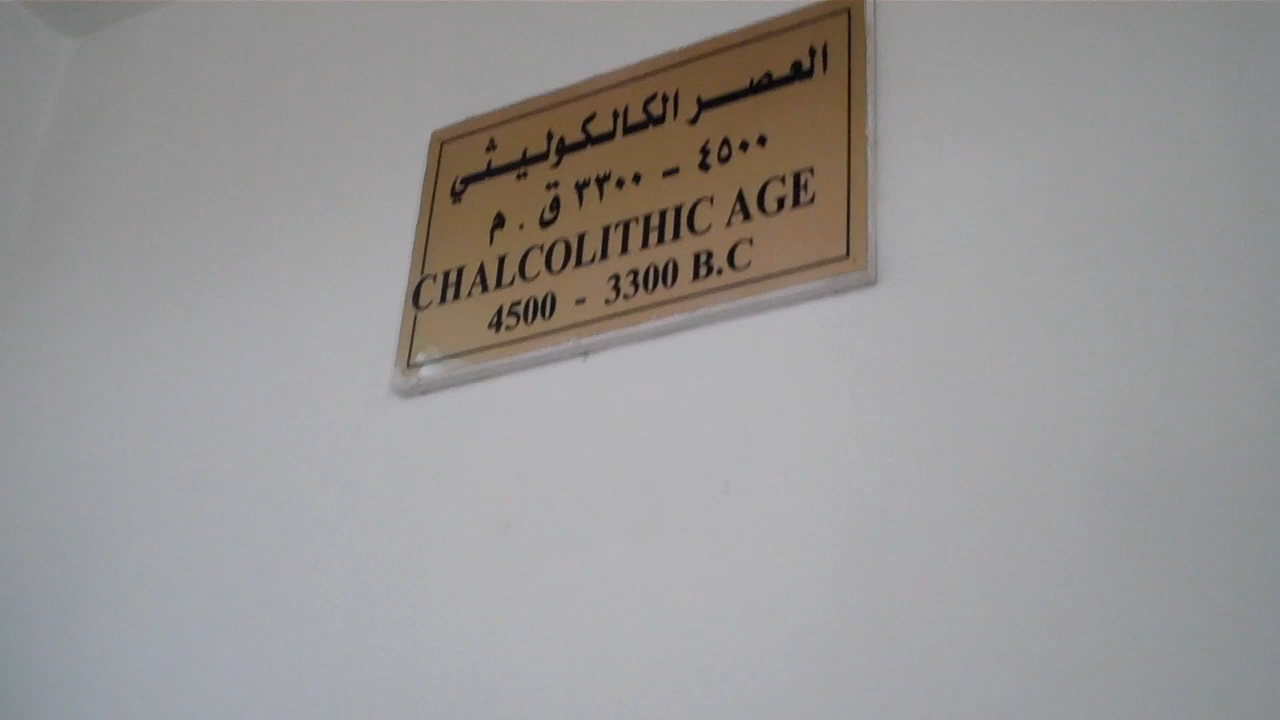 العصر الكالكوليثي
٤٥٠٠ - ٣٣٠٠ ق . م
CHALCOLITHIC AGE
4500 - 3300 B.C